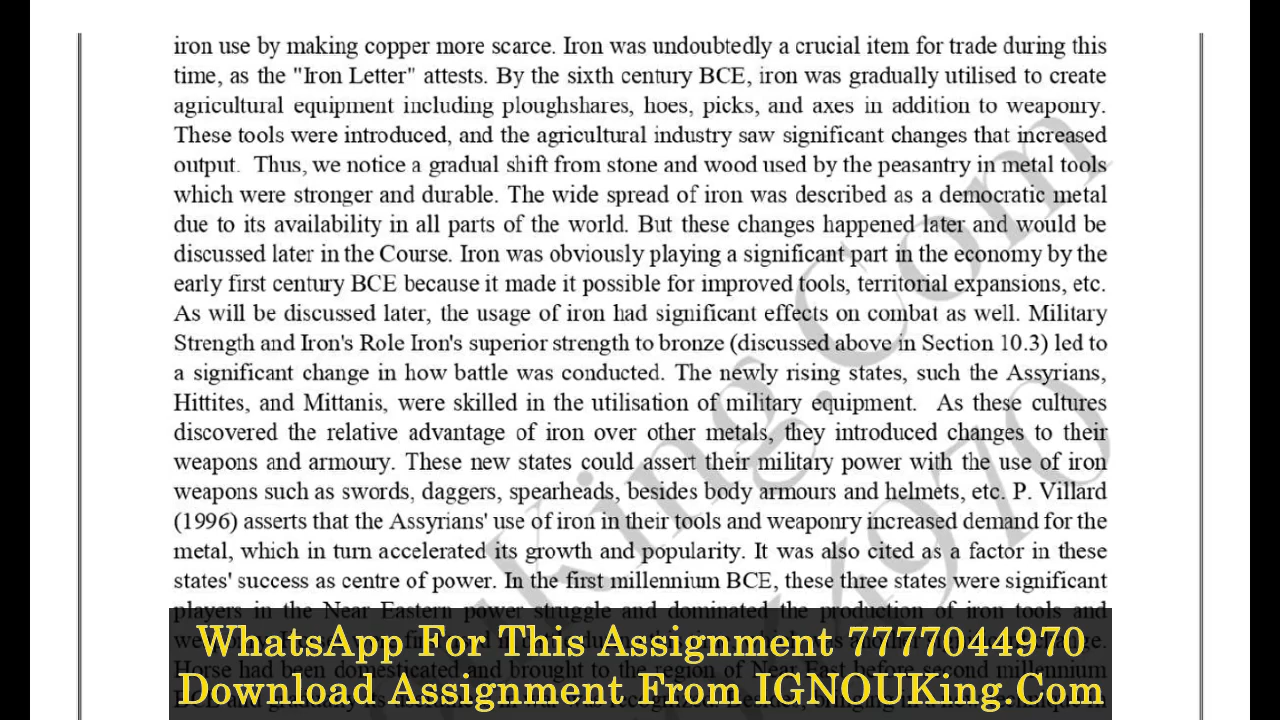 iron use by making copper more scarce. Iron was undoubtedly a crucial item for trade during this
time, as the "Iron Letter" attests. By the sixth century BCE, iron was gradually utilised to create
agricultural equipment including ploughshares, hoes, picks, and axes in addition to weaponry.
These tools were introduced, and the agricultural industry saw significant changes that increased
output. Thus, we notice a gradual shift from stone and wood used by the peasantry in metal tools
which were stronger and durable. The wide spread of iron was described as a democratic metal
due to its availability in all parts of the world. But these changes happened later and would be
discussed later in the Course. Iron was obviously playing a significant part in the economy by the
early first century BCE because it made it possible for improved tools, territorial expansions, etc.
As will be discussed later, the usage of iron had significant effects on combat as well. Military
Strength and Iron's Role Iron's superior strength to bronze (discussed above in Section 10.3) led to
a significant change in how battle was conducted. The newly rising states, such the Assyrians,
Hittites, and Mittanis, were skilled in the utilisation of military equipment. As these cultures
discovered the relative advantage of iron over other metals, they introduced changes to their
weapons and armoury. These new states could assert their military power with the use of iron
weapons such as swords, daggers, spearheads, besides body armours and helmets, etc. P. Villard
(1996) asserts that the Assyrians' use of iron in their tools and weaponry increased demand for the
metal, which in turn accelerated its growth and popularity. It was also cited as a factor in these
states' success as centre of power. In the first millennium BCE, these three states were significant
players in the Near Eastern power struggle and dominated the production of iron tools and
WhatsApp For This Assignment 7777044970
Horse had been domesticated and brought to the region of Near East before second millennium
Download Assignment From IGNOUKing.Com